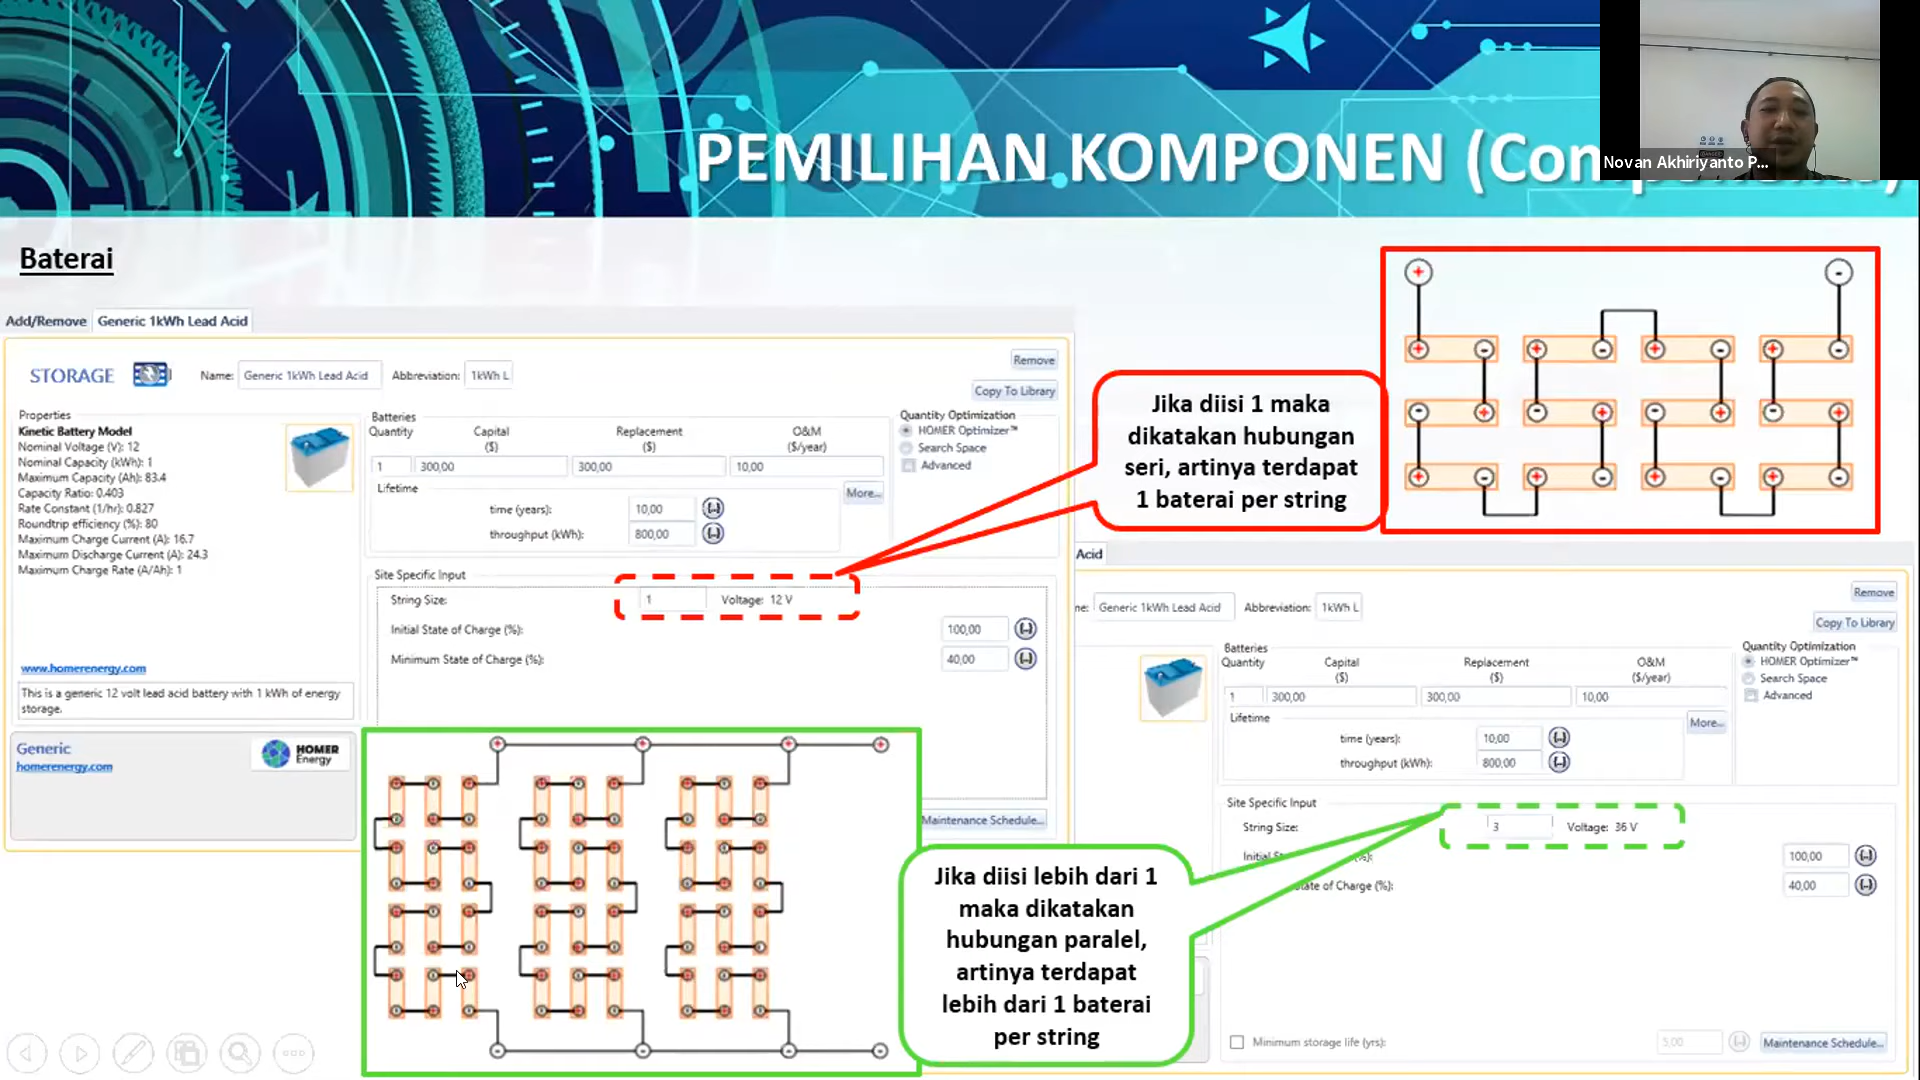 PEMILIHAN KOMPONEN (Com
Novan Akhiriyanto P...
Baterai
Add/Remove
Generic 1kWh Lead Acid
STORAGE
Name:
Generic 1kWh Lead Acid
Abbreviation:
1kWh L
Remove
Copy To Library
Properties
Kinetic Battery Model
Nominal Voltage (V): 12
Nominal Capacity (kWh): 1
Maximum Capacity (Ah): 83.4
Capacity Ratio: 0.403
Rate Constant (1/hr): 0.827
Roundtrip efficiency (%): 80
Maximum Charge Current (A): 16.7
Maximum Discharge Current (A): 24.3
Maximum Charge Rate (A/Ah): 1
www.homerenergy.com
This is a generic 12 volt lead acid battery with 1 kWh of energy
storage.
Generic
homerenergy.com
HOMER
Energy
Batteries
Quantity
Capital
($)
Replacement
($)
O&M
($/year)
1
300,00
300,00
10,00
Lifetime
time (years):
10,00
(..)
throughput (kWh):
800,00
(..)
More...
Quantity Optimization
HOMER Optimizer™
Search Space
Advanced
Site Specific Input
String Size:
1
Voltage: 12 V
Initial State of Charge (%):
100,00
(..)
Minimum State of Charge (%):
40,00
(..)
Maintenance Schedule...
Jika diisi 1 maka
dikatakan hubungan
seri, artinya terdapat
1 baterai per string
Acid
ne:
Generic 1kWh Lead Acid
Abbreviation:
1kWh L
Remove
Copy To Library
Batteries
Quantity
Capital
($)
Replacement
($)
O&M
($/year)
1
300,00
300,00
10,00
Lifetime
time (years):
10,00
(..)
throughput (kWh):
800,00
(..)
More...
Quantity Optimization
HOMER Optimizer™
Search Space
Advanced
Site Specific Input
String Size:
3
Voltage: 36 V
Initial St
%):
100,00
(..)
tate of Charge (%):
40,00
(..)
Minimum storage life (yrs):
5,00
(..)
Maintenance Schedule...
Jika diisi lebih dari 1
maka dikatakan
hubungan paralel,
artinya terdapat
lebih dari 1 baterai
per string